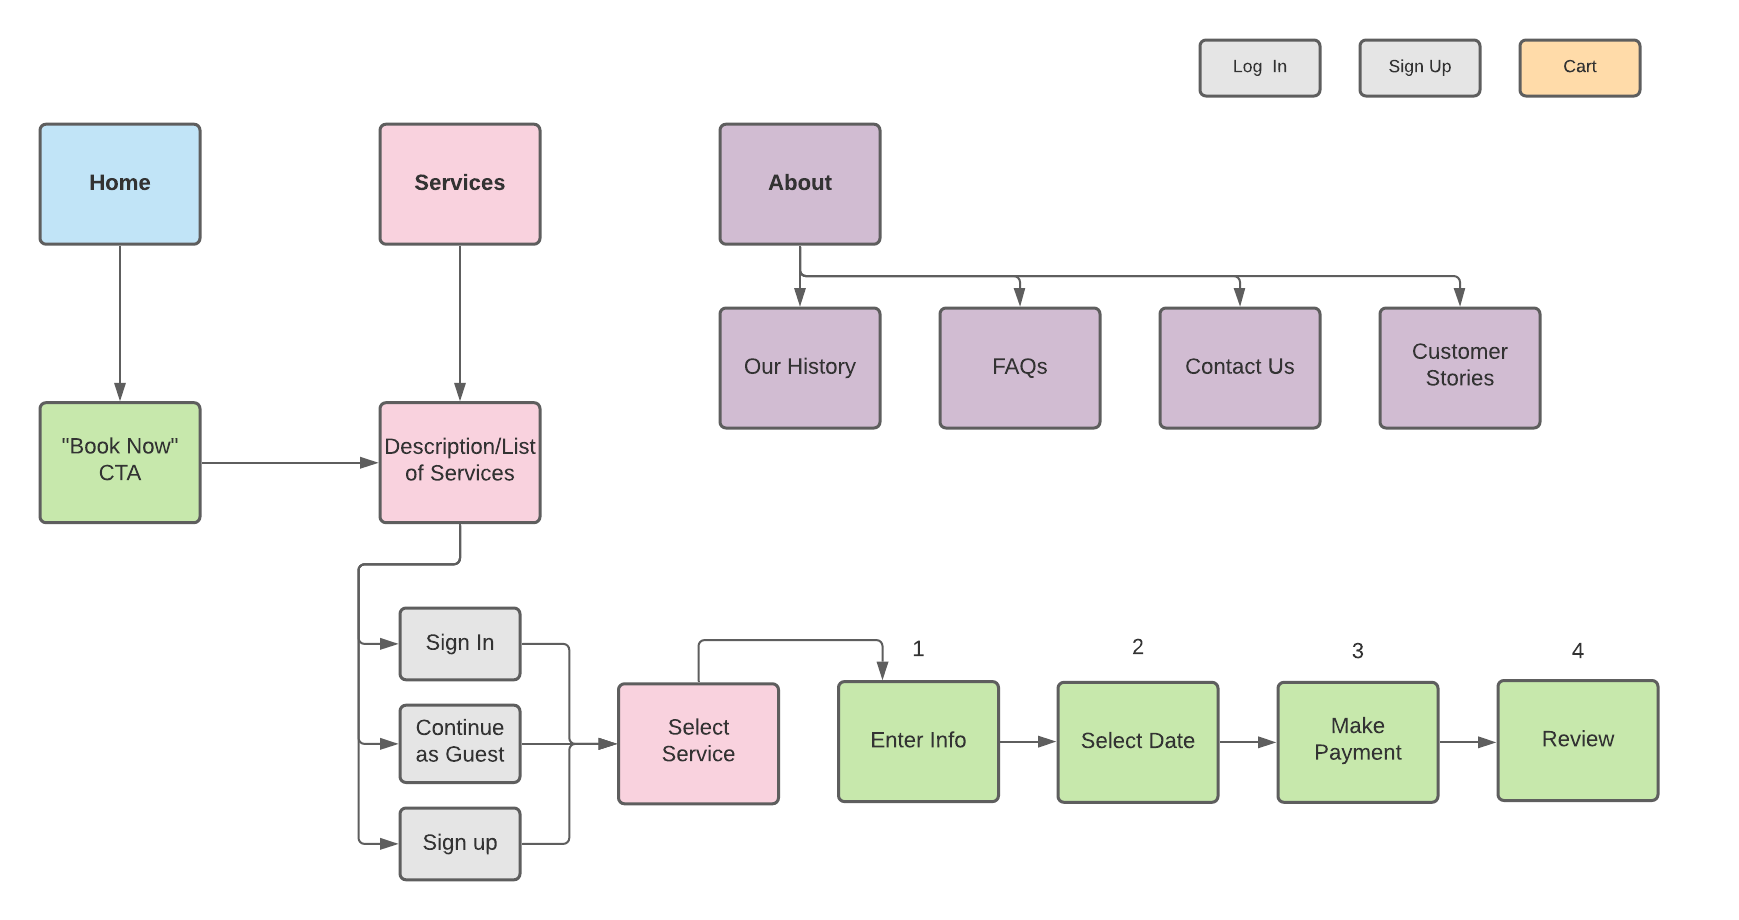 Log  In
Sign Up
Cart
Home
Services
About
Our History
FAQs
Contact Us
Customer
Stories
"Book Now"
CTA
Description/List
of Services
Sign In
Continue
as Guest
Sign up
Select
Service
1
2
3
4
Enter Info
Select Date
Make
Payment
Review